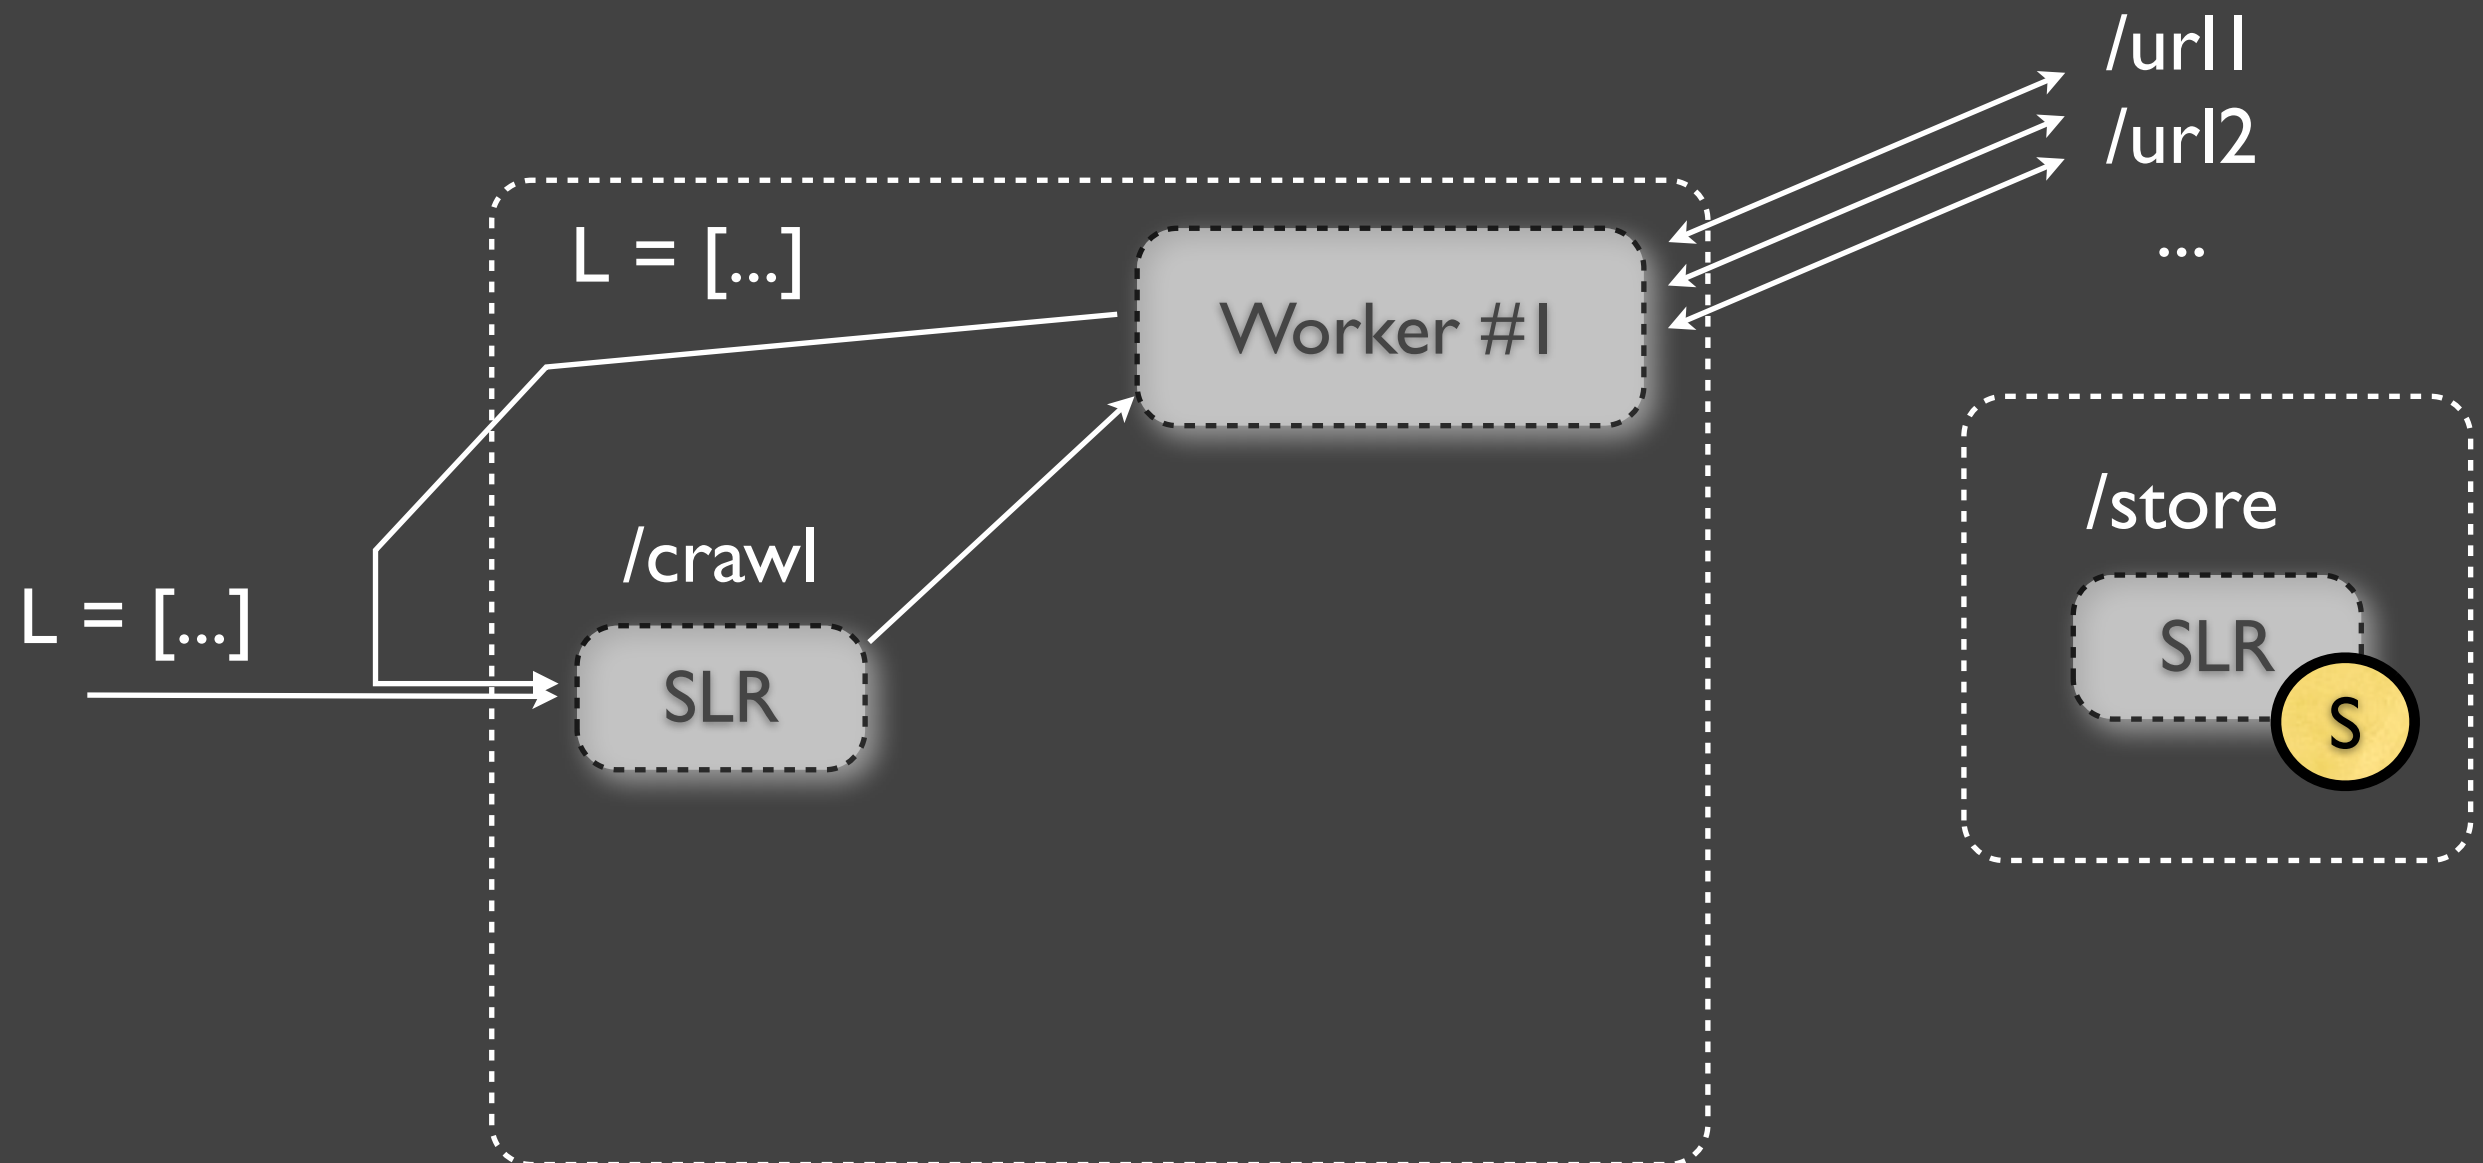 /url1
/url2
...
L = [...]
Worker #1
/store
/crawl
L = [...]
SLR
SLR
S